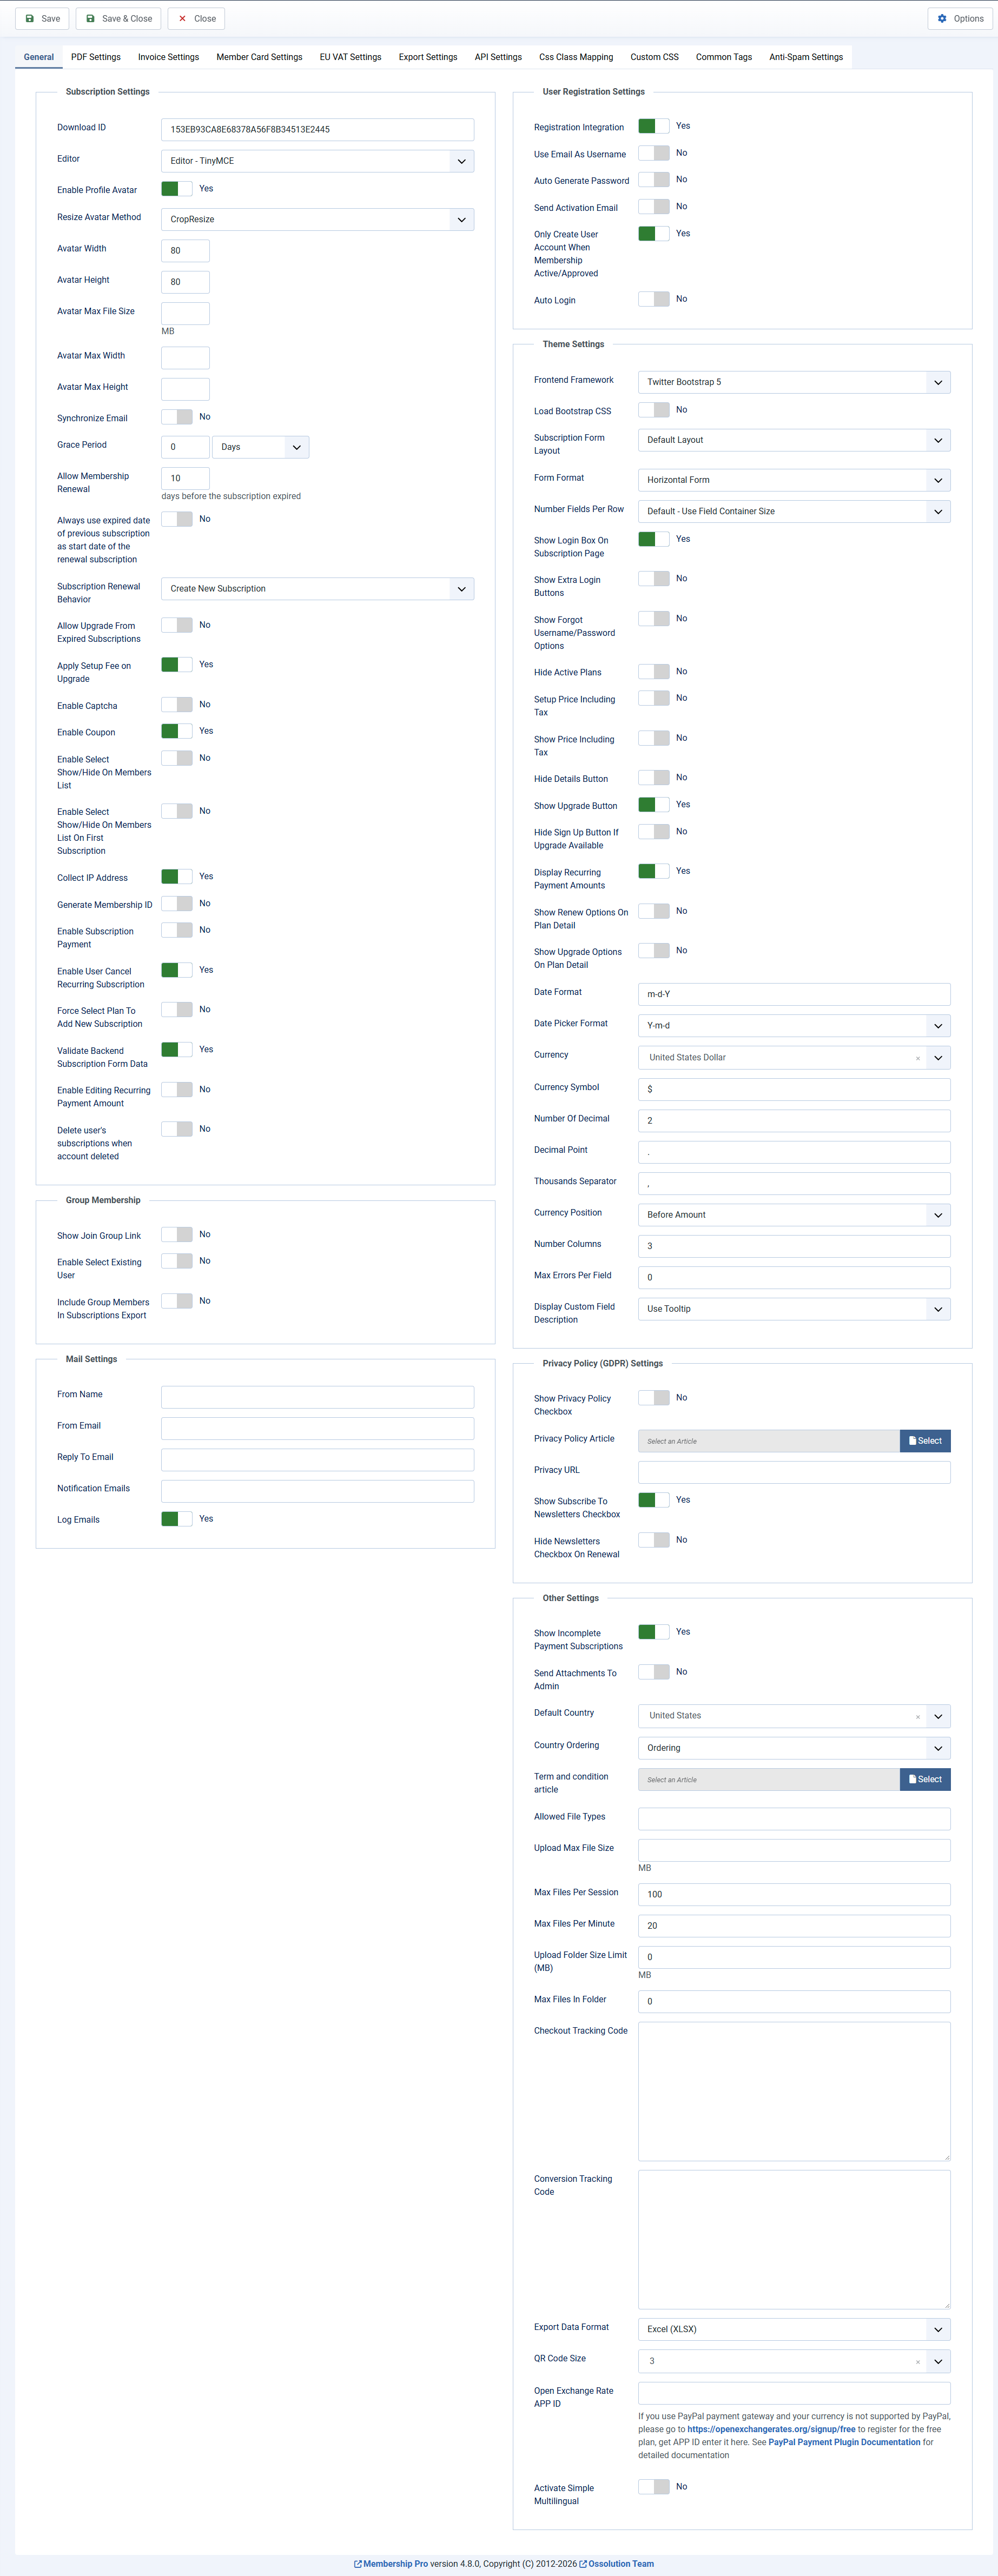 Save
Save & Close
Close
Options
General
PDF Settings
Invoice Settings
Member Card Settings
EU VAT Settings
Export Settings
API Settings
Css Class Mapping
Custom CSS
Common Tags
Anti-Spam Settings
Subscription Settings
Download ID
153EB93CA8E68378A56F8B34513E2445
Editor
Editor - TinyMCE
Enable Profile Avatar
Yes
Resize Avatar Method
CropResize
Avatar Width
80
Avatar Height
80
Avatar Max File Size
MB
Avatar Max Width
Avatar Max Height
Synchronize Email
No
Grace Period
0
Days
Allow Membership
Renewal
10
days before the subscription expired
Always use expired date
of previous subscription
as start date of the
renewal subscription
No
Subscription Renewal
Behavior
Create New Subscription
Allow Upgrade From
Expired Subscriptions
No
Apply Setup Fee on
Upgrade
Yes
Enable Captcha
No
Enable Coupon
Yes
Enable Select
Show/Hide On Members
List
No
Enable Select
Show/Hide On Members
List On First
Subscription
No
Collect IP Address
Yes
Generate Membership ID
No
Enable Subscription
Payment
No
Enable User Cancel
Recurring Subscription
Yes
Force Select Plan To
Add New Subscription
No
Validate Backend
Subscription Form Data
Yes
Enable Editing Recurring
Payment Amount
No
Delete user's
subscriptions when
account deleted
No
Group Membership
Show Join Group Link
No
Enable Select Existing
User
No
Include Group Members
In Subscriptions Export
No
Mail Settings
From Name
From Email
Reply To Email
Notification Emails
Log Emails
Yes
User Registration Settings
Registration Integration
Yes
Use Email As Username
No
Auto Generate Password
No
Send Activation Email
No
Only Create User
Account When
Membership
Active/Approved
Yes
Auto Login
No
Theme Settings
Frontend Framework
Twitter Bootstrap 5
Load Bootstrap CSS
No
Subscription Form
Layout
Default Layout
Form Format
Horizontal Form
Number Fields Per Row
Default - Use Field Container Size
Show Login Box On
Subscription Page
Yes
Show Extra Login
Buttons
No
Show Forgot
Username/Password
Options
No
Hide Active Plans
No
Setup Price Including
Tax
No
Show Price Including
Tax
No
Hide Details Button
No
Show Upgrade Button
Yes
Hide Sign Up Button If
Upgrade Available
No
Display Recurring
Payment Amounts
Yes
Show Renew Options On
Plan Detail
No
Show Upgrade Options
On Plan Detail
No
Date Format
m-d-Y
Date Picker Format
Y-m-d
Currency
United States Dollar ×
Currency Symbol
$
Number Of Decimal
2
Decimal Point
.
Thousands Separator
,
Currency Position
Before Amount
Number Columns
3
Max Errors Per Field
0
Display Custom Field
Description
Use Tooltip
Privacy Policy (GDPR) Settings
Show Privacy Policy
Checkbox
No
Privacy Policy Article
Select an Article
Select
Privacy URL
Show Subscribe To
Newsletters Checkbox
Yes
Hide Newsletters
Checkbox On Renewal
No
Other Settings
Show Incomplete
Payment Subscriptions
Yes
Send Attachments To
Admin
No
Default Country
United States ×
Country Ordering
Ordering
Term and condition
article
Select an Article
Select
Allowed File Types
Upload Max File Size
MB
Max Files Per Session
100
Max Files Per Minute
20
Upload Folder Size Limit
(MB)
0
MB
Max Files In Folder
0
Checkout Tracking Code
Conversion Tracking
Code
Export Data Format
Excel (XLSX)
QR Code Size
3 ×
Open Exchange Rate
APP ID
If you use PayPal payment gateway and your currency is not supported by PayPal,
please go to https://openexchangerates.org/signup/free to register for the free
plan, get APP ID enter it here. See PayPal Payment Plugin Documentation for
detailed documentation
Activate Simple
Multilingual
No
Membership Pro version 4.8.0, Copyright (C) 2012-2026 Ossolution Team